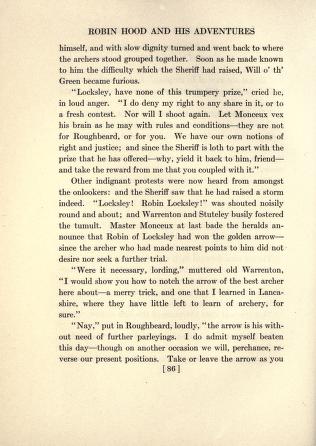 ROBIN HOOD AND HIS ADVENTURES
himself, and with slow dignity turned and went back to where
the archers stood grouped together. Soon as he made known
to him the difficulty which the Sheriff had raised, Will o' th'
Green became furious.
"Locksley, have none of this trumpery prize," cried he,
in loud anger. "I do deny my right to any share in it, or to
a fresh contest. Nor will I shoot again. Let Monceux vex
his brain as he may with rules and conditions—they are not
for Roughbeard, or for you. We have our own notions of
right and justice; and since the Sheriff is loth to part with the
prize that he has offered—why, yield it back to him, friend—
and take the reward from me that you coupled with it."
Other indignant protests were now heard from amongst
the onlookers: and the Sheriff saw that he had raised a storm
indeed. "Locksley! Robin Locksley!" was shouted noisily
round and about; and Warrenton and Stuteley busily fostered
the tumult. Master Monceux at last bade the heralds an-
nounce that Robin of Locksley had won the golden arrow—
since the archer who had made nearest points to him did not
desire nor seek a further trial.
"Were it necessary, lording," muttered old Warrenton,
"I would show you how to notch the arrow of the best archer
here about—a merry trick, and one that I learned in Lanca-
shire, where they have little left to learn of archery, for
sure."
"Nay," put in Roughbeard, loudly, "the arrow is his with-
out need of further parleyings. I do admit myself beaten
this day—though on another occasion we will, perchance, re-
verse our present positions. Take or leave the arrow as you
[86]